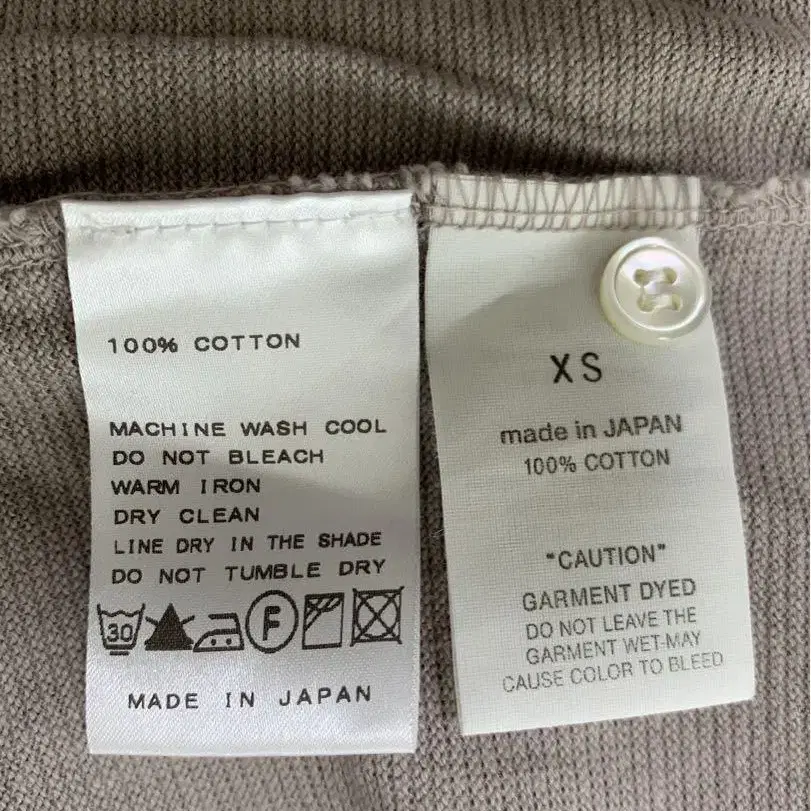 100% COTTON
MACHINE WASH COOL
DO NOT BLEACH
WARM IRON
DRY CLEAN
LINE DRY IN THE SHADE
DO NOT TUMBLE DRY
30 F
MADE IN JAPAN
XS
made in JAPAN
100% COTTON
"CAUTION"
GARMENT DYED
DO NOT LEAVE THE
GARMENT WET-MAY
CAUSE COLOR TO BLEED